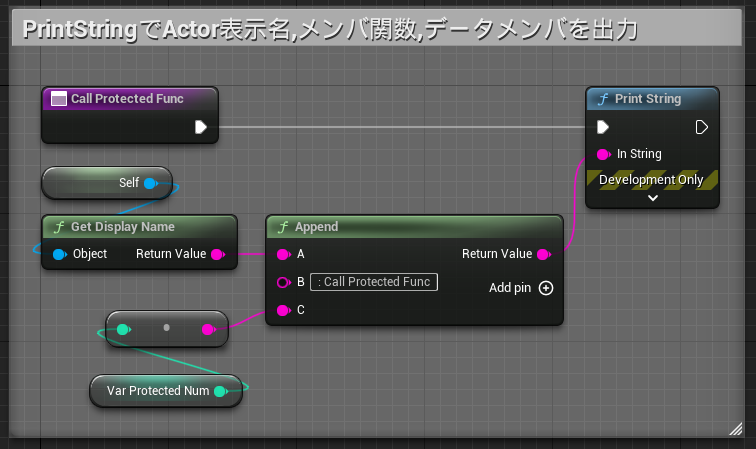 PrintStringでActor表示名,メンバ関数,データメンバを出力
Call Protected Func
Print String
In String
Development Only
Self
Get Display Name
Object
Return Value
Append
A
Return Value
B
: Call Protected Func
Add pin
C
Var Protected Num